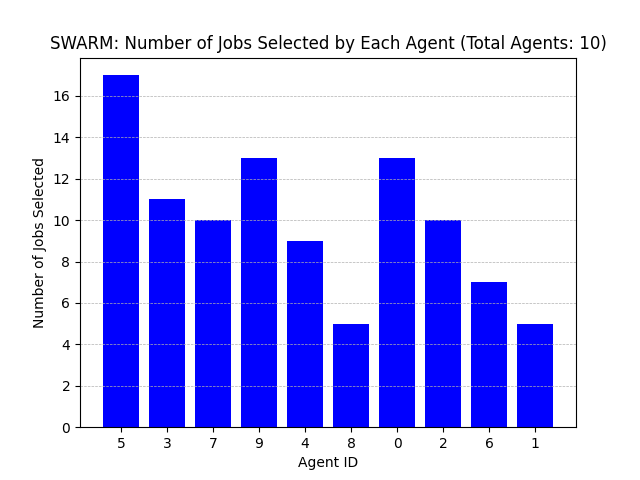 SWARM: Number of Jobs Selected by Each Agent (Total Agents: 10)
Number of Jobs Selected
16
14
12
10
8
6
4
2
0
5 3 7 9 4 8 0 2 6 1
Agent ID